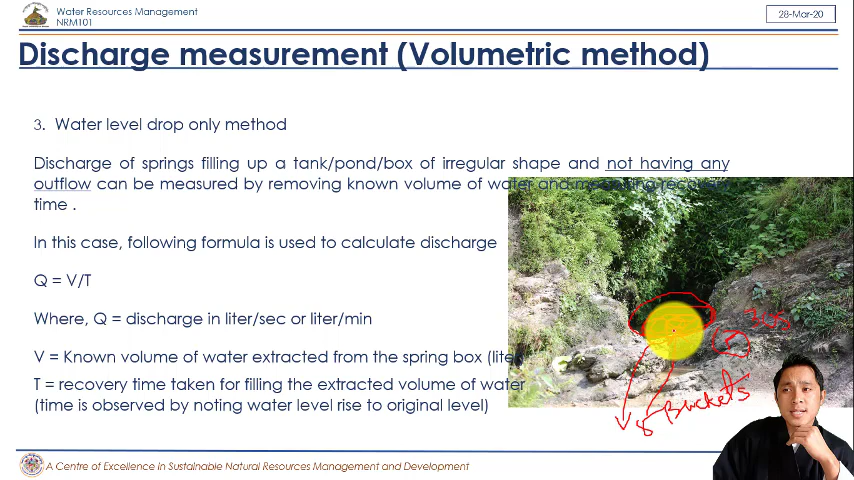 Water Resources Management
NRM101
28-Mar-20
Discharge measurement (Volumetric method)
3. Water level drop only method
Discharge of springs filling up a tank/pond/box of irregular shape and not having any
outflow can be measured by removing known volume of water and measuring recovery
time .
In this case, following formula is used to calculate discharge
Q = V/T
Where, Q = discharge in liter/sec or liter/min
V = Known volume of water extracted from the spring box (lite
T = recovery time taken for filling the extracted volume of water
(time is observed by noting water level rise to original level)
30s
5
8 Buckets
A Centre of Excellence in Sustainable Natural Resources Management and Development